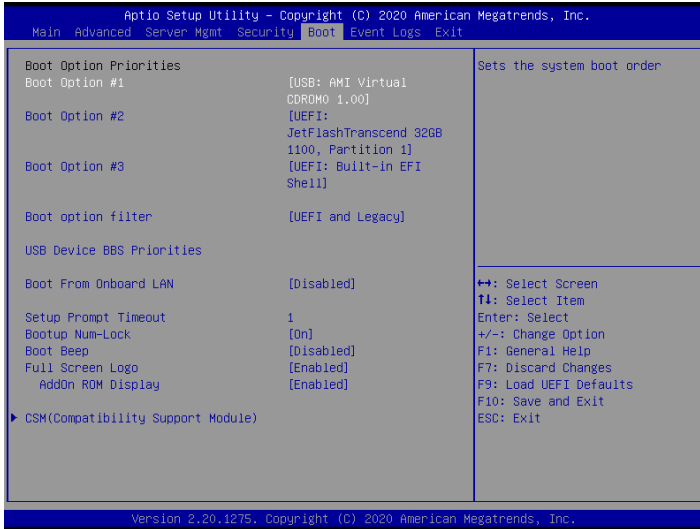 Aptio Setup Utility – Copyright (C) 2020 American Megatrends, Inc.
Main Advanced Server Mgmt Security Boot Event Logs Exit
Boot Option Priorities
Boot Option #1 [USB: AMI Virtual
CDROM0 1.00]
Boot Option #2 [UEFI:
JetFlashTranscend 32GB
1100, Partition 1]
Boot Option #3 [UEFI: Built-in EFI
Shell]
Boot option filter [UEFI and Legacy]
USB Device BBS Priorities
Boot From Onboard LAN [Disabled]
Setup Prompt Timeout 1
Bootup Num-Lock [On]
Boot Beep [Disabled]
Full Screen Logo [Enabled]
AddOn ROM Display [Enabled]
CSM(Compatibility Support Module)
Sets the system boot order
↔: Select Screen
↑↓: Select Item
Enter: Select
+/-: Change Option
F1: General Help
F7: Discard Changes
F9: Load UEFI Defaults
F10: Save and Exit
ESC: Exit
Version 2.20.1275. Copyright (C) 2020 American Megatrends, Inc.